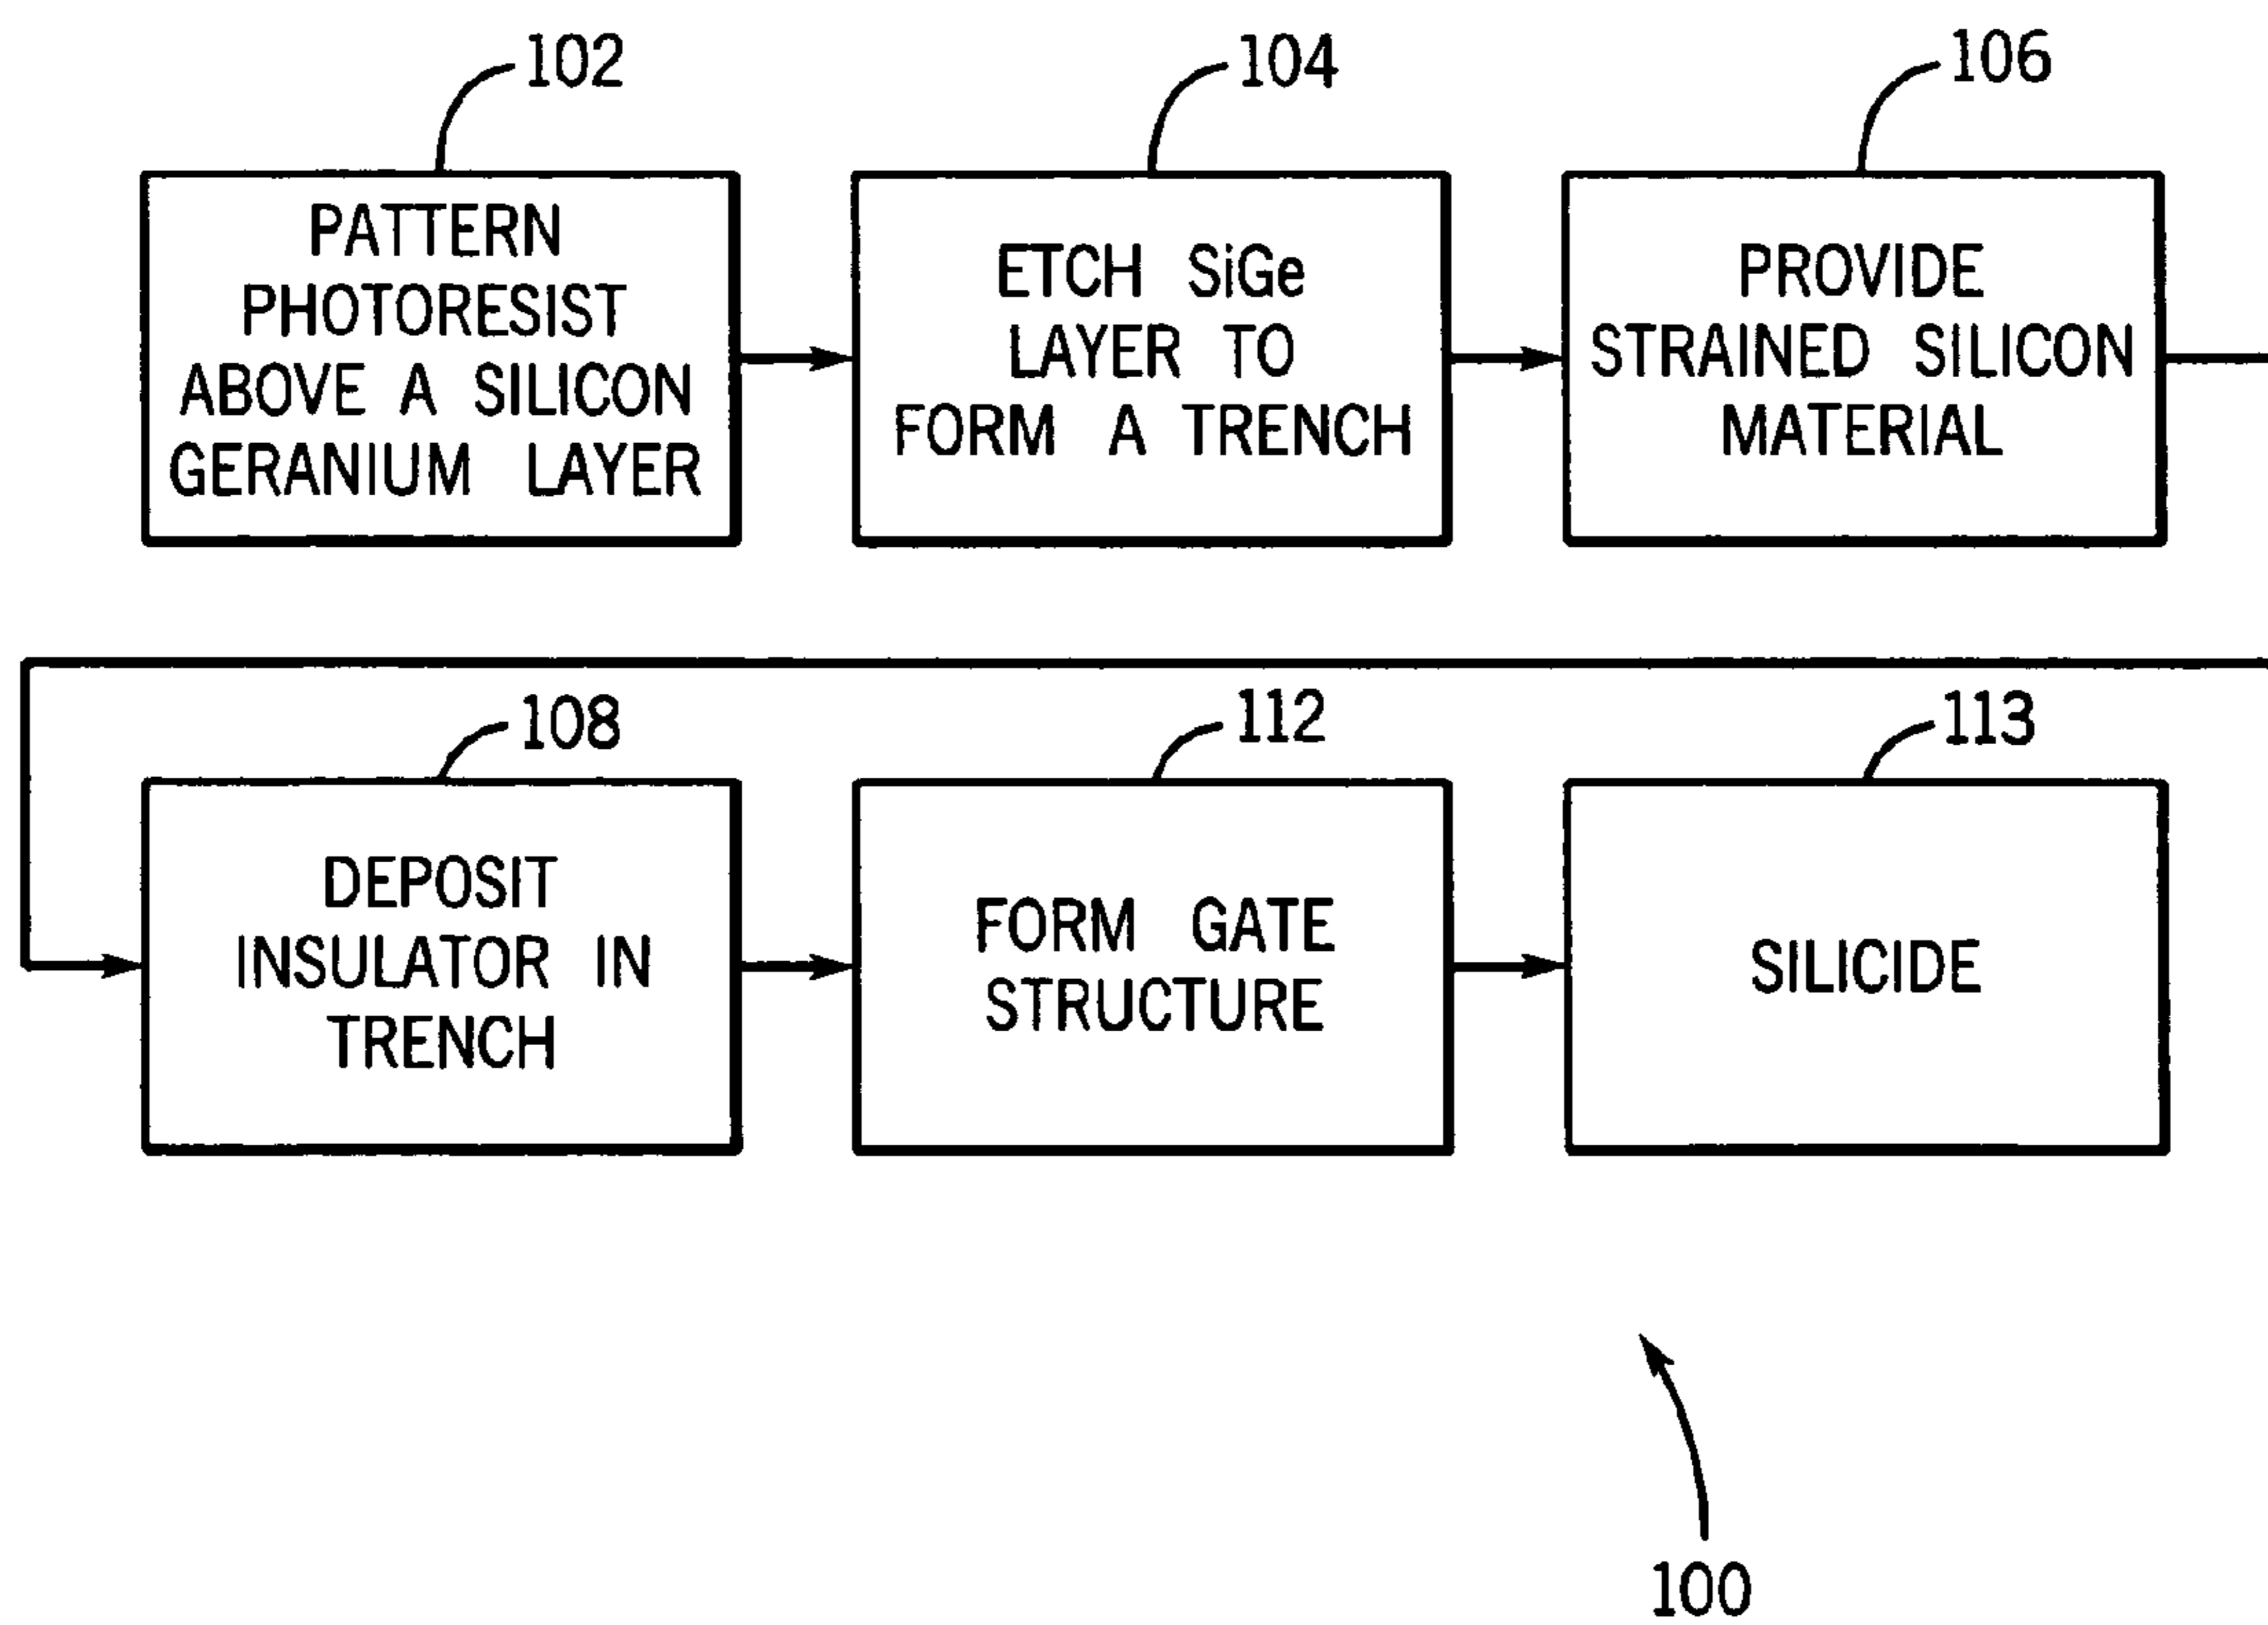 102
PATTERN
PHOTORESIST
ABOVE A SILICON
GERANIUM LAYER
104
ETCH SiGe
LAYER TO
FORM A TRENCH
106
PROVIDE
STRAINED SILICON
MATERIAL
108
DEPOSIT
INSULATOR IN
TRENCH
112
FORM GATE
STRUCTURE
113
SILICIDE
100